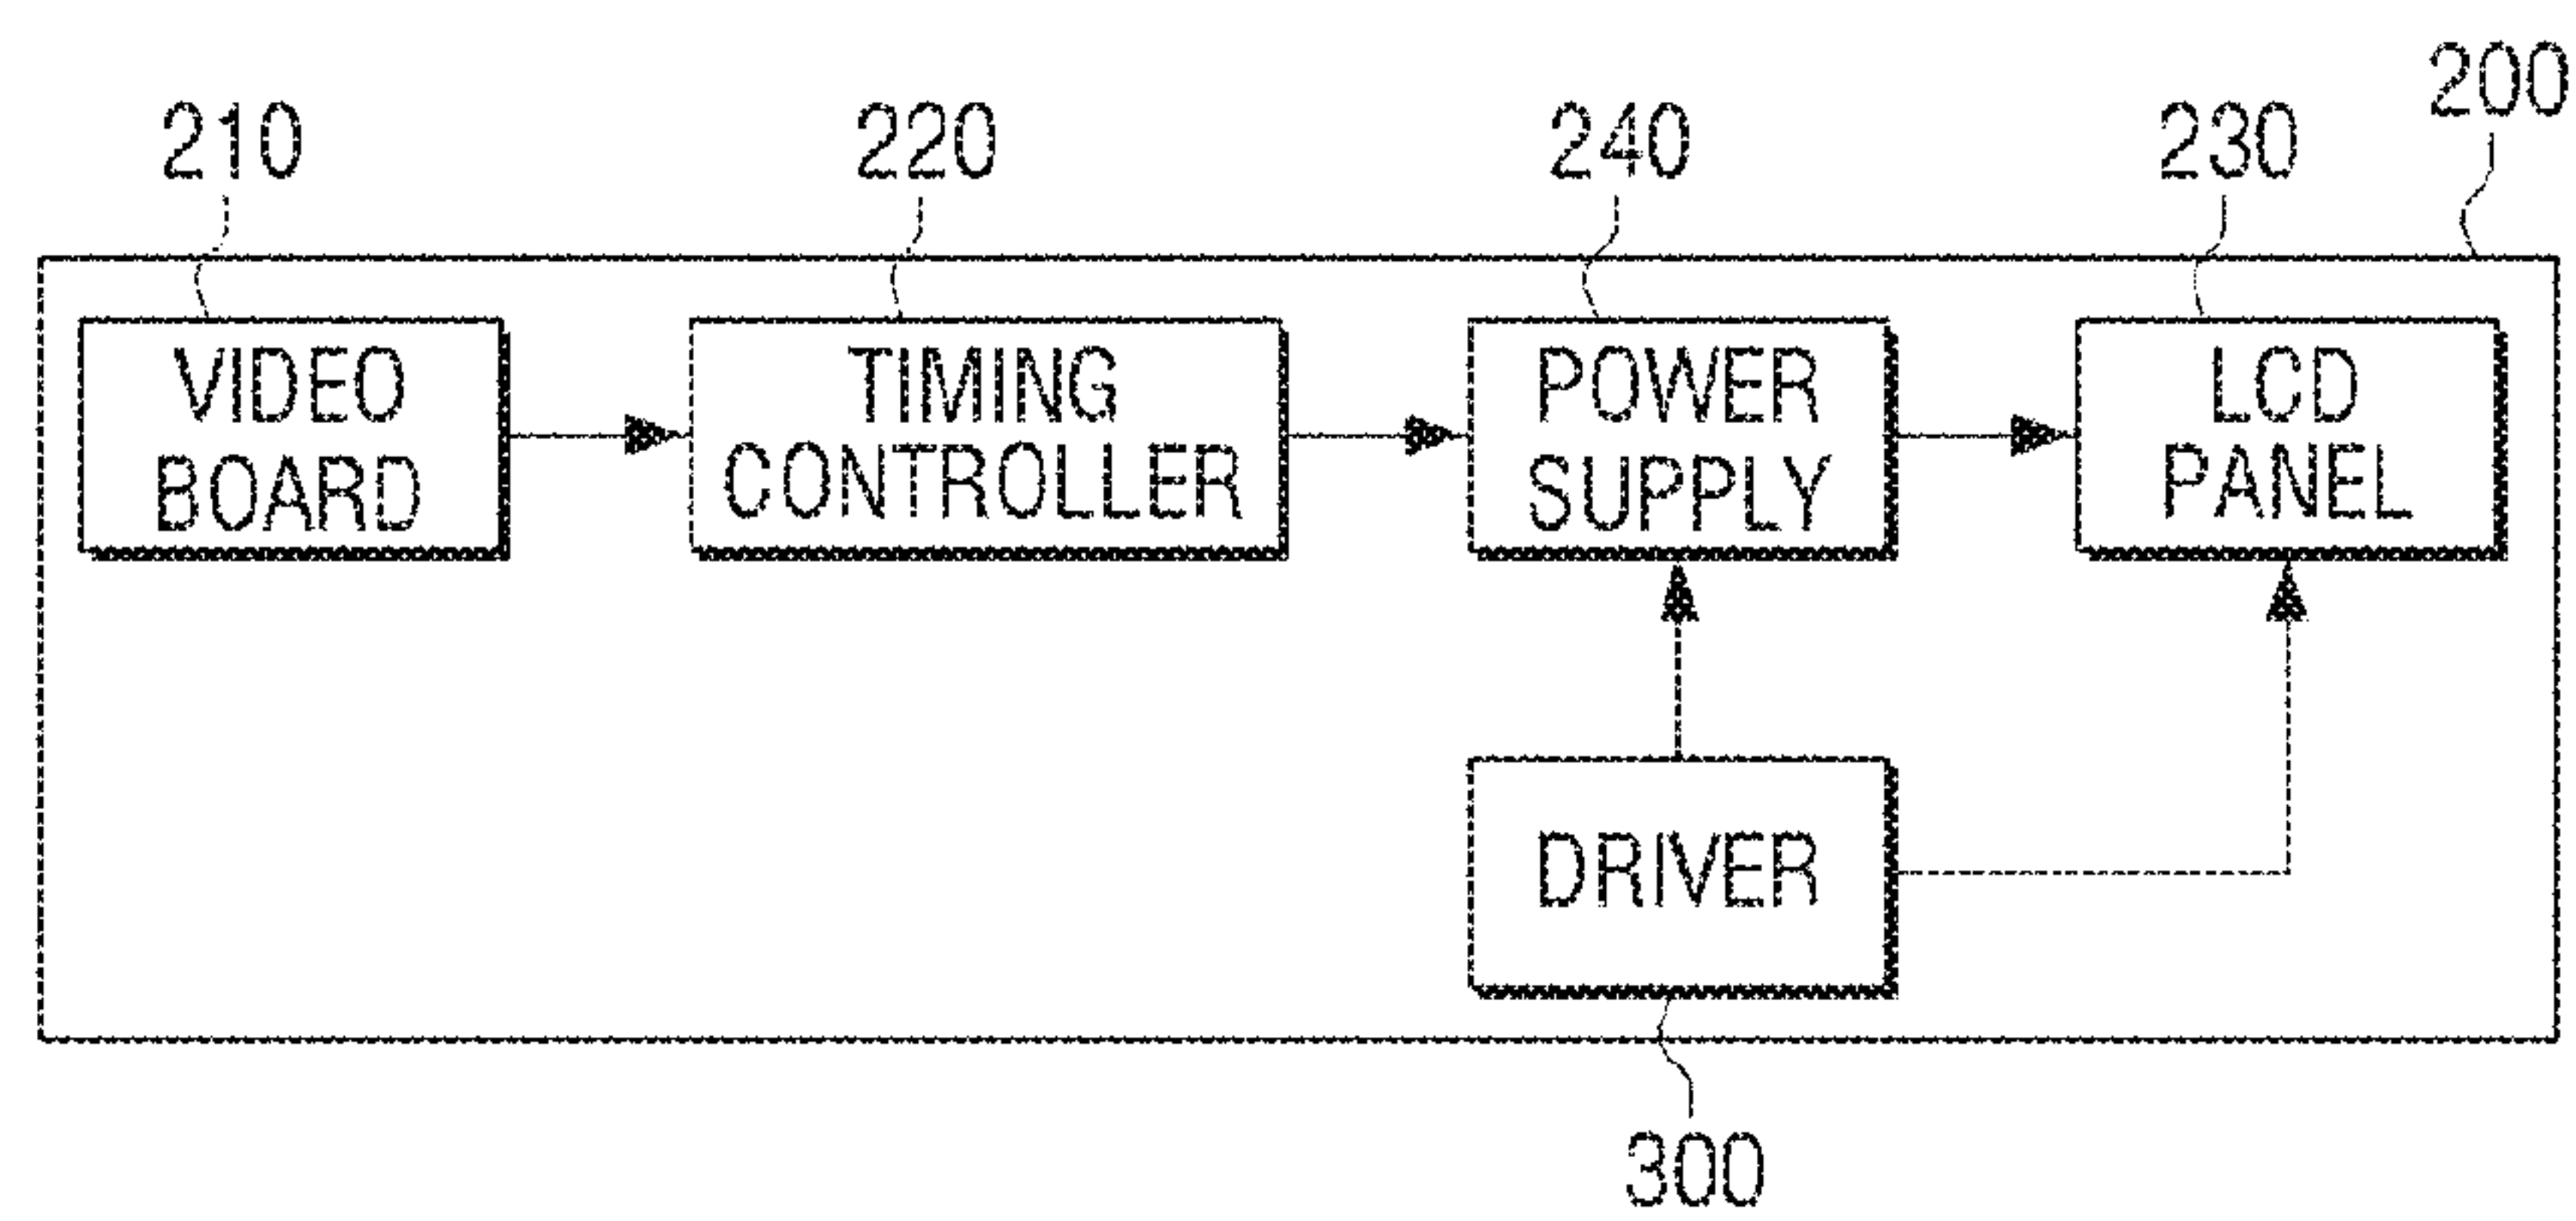 200
210
220
240
230
VIDEO
BOARD
TIMING
CONTROLLER
POWER
SUPPLY
LCD
PANEL
DRIVER
300